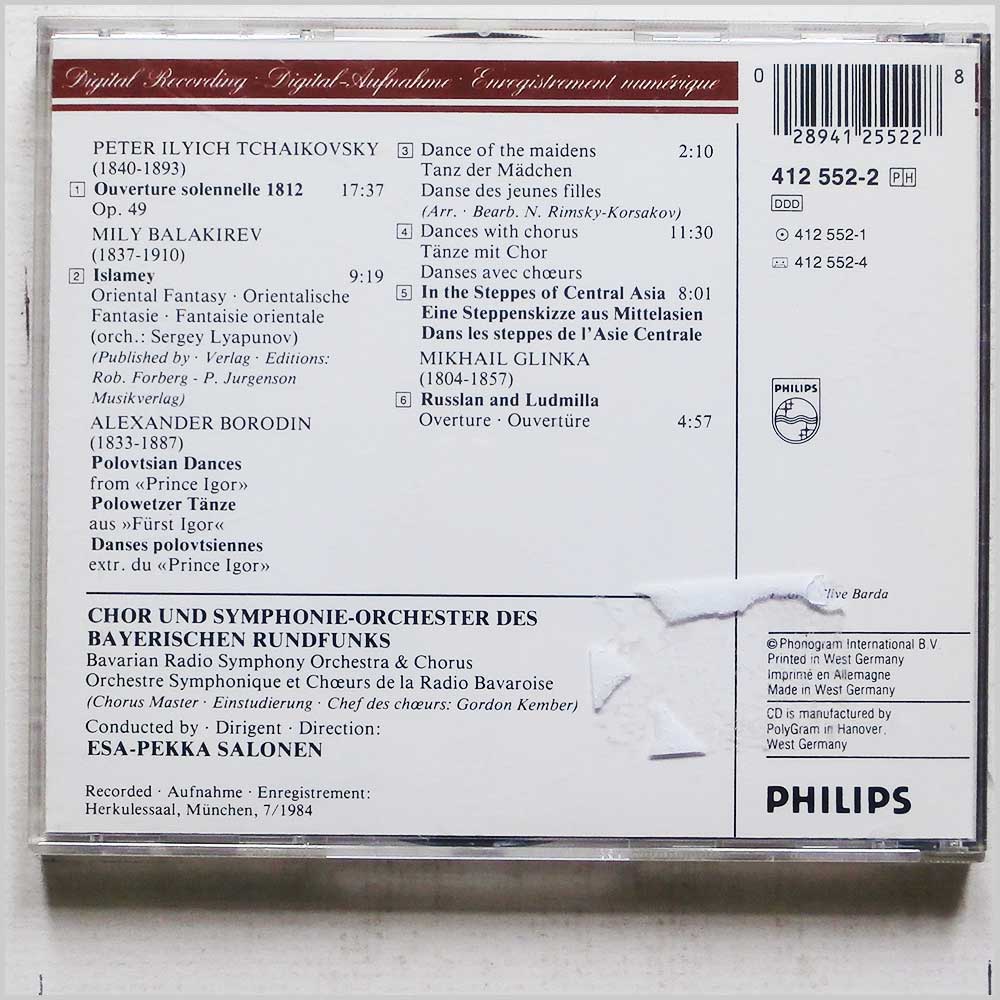 Digital Recording · Digital-Aufnahme · Enregistrement numérique
PETER ILYICH TCHAIKOVSKY
(1840-1893)
1 Ouverture solennelle 1812 17:37
Op. 49
MILY BALAKIREV
(1837-1910)
2 Islamey 9:19
Oriental Fantasy · Orientalische
Fantasie · Fantaisie orientale
(orch.: Sergey Lyapunov)
(Published by · Verlag · Editions:
Rob. Forberg - P. Jurgenson
Musikverlag)
ALEXANDER BORODIN
(1833-1887)
Polovtsian Dances
from «Prince Igor»
Polowetzer Tänze
aus »Fürst Igor«
Danses polovtsiennes
extr. du «Prince Igor»
3 Dance of the maidens 2:10
Tanz der Mädchen
Danse des jeunes filles
(Arr. · Bearb. N. Rimsky-Korsakov)
4 Dances with chorus 11:30
Tänze mit Chor
Danses avec chœurs
5 In the Steppes of Central Asia 8:01
Eine Steppenskizze aus Mittelasien
Dans les steppes de l'Asie Centrale
MIKHAIL GLINKA
(1804-1857)
6 Russlan and Ludmilla
Overture · Ouvertüre 4:57
CHOR UND SYMPHONIE-ORCHESTER DES
BAYERISCHEN RUNDFUNKS
Bavarian Radio Symphony Orchestra & Chorus
Orchestre Symphonique et Chœurs de la Radio Bavaroise
(Chorus Master · Einstudierung · Chef des chœurs: Gordon Kember)
Conducted by · Dirigent · Direction:
ESA-PEKKA SALONEN
Recorded · Aufnahme · Enregistrement:
Herkulessaal, München, 7/1984
0 28941 25522 8
412 552-2 PH
DDD
412 552-1
412 552-4
PHILIPS
Clive Barda
© Phonogram International B.V.
Printed in West Germany
Imprimé en Allemagne
Made in West Germany
CD is manufactured by
PolyGram in Hanover,
West Germany
PHILIPS